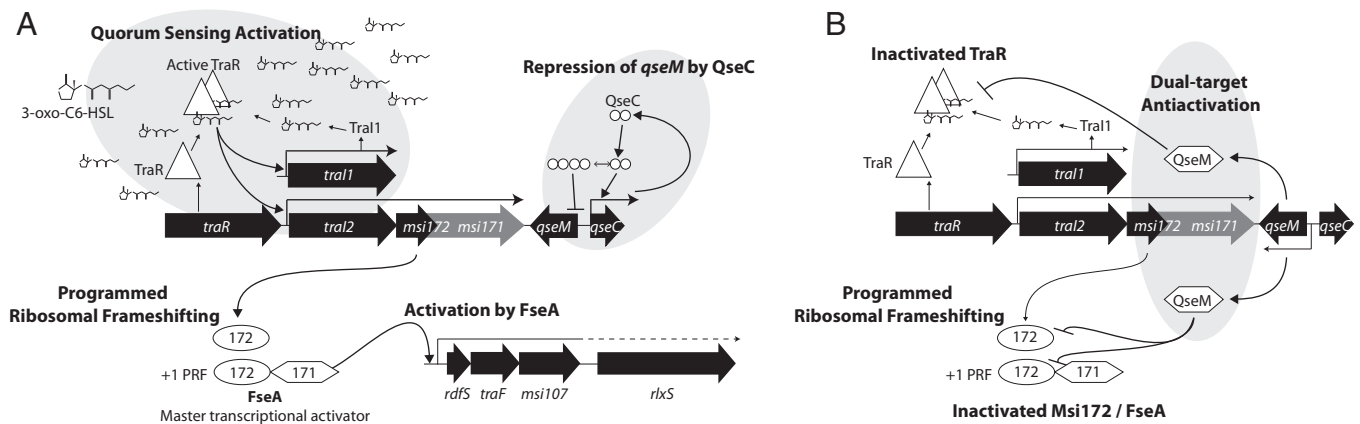 A
Quorum Sensing Activation
Active TraR
3-oxo-C6-HSL
TraI1
TraR
traI1
traR
traI2
msi172
msi171
qseM
qseC
Repression of qseM by QseC
QseC
Programmed
Ribosomal Frameshifting
172
+1 PRF
172
171
FseA
Master transcriptional activator
Activation by FseA
rdfS
traF
msi107
rlxS
B
Inactivated TraR
Dual-target
Antiactivation
TraI1
QseM
TraR
traI1
traR
traI2
msi172
msi171
qseM
qseC
QseM
Programmed
Ribosomal Frameshifting
172
+1 PRF
172
171
Inactivated Msi172 / FseA